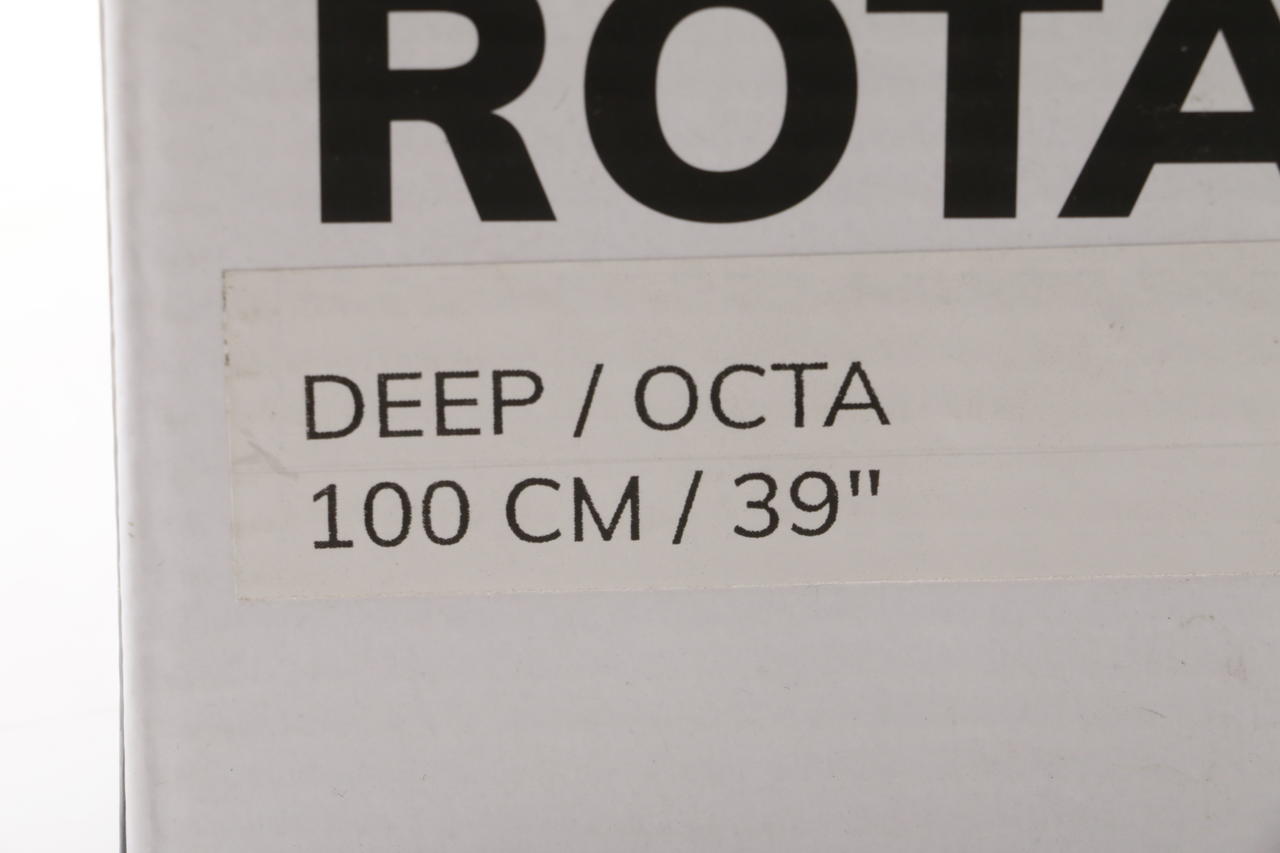 ROTA
DEEP / OCTA
100 CM / 39"